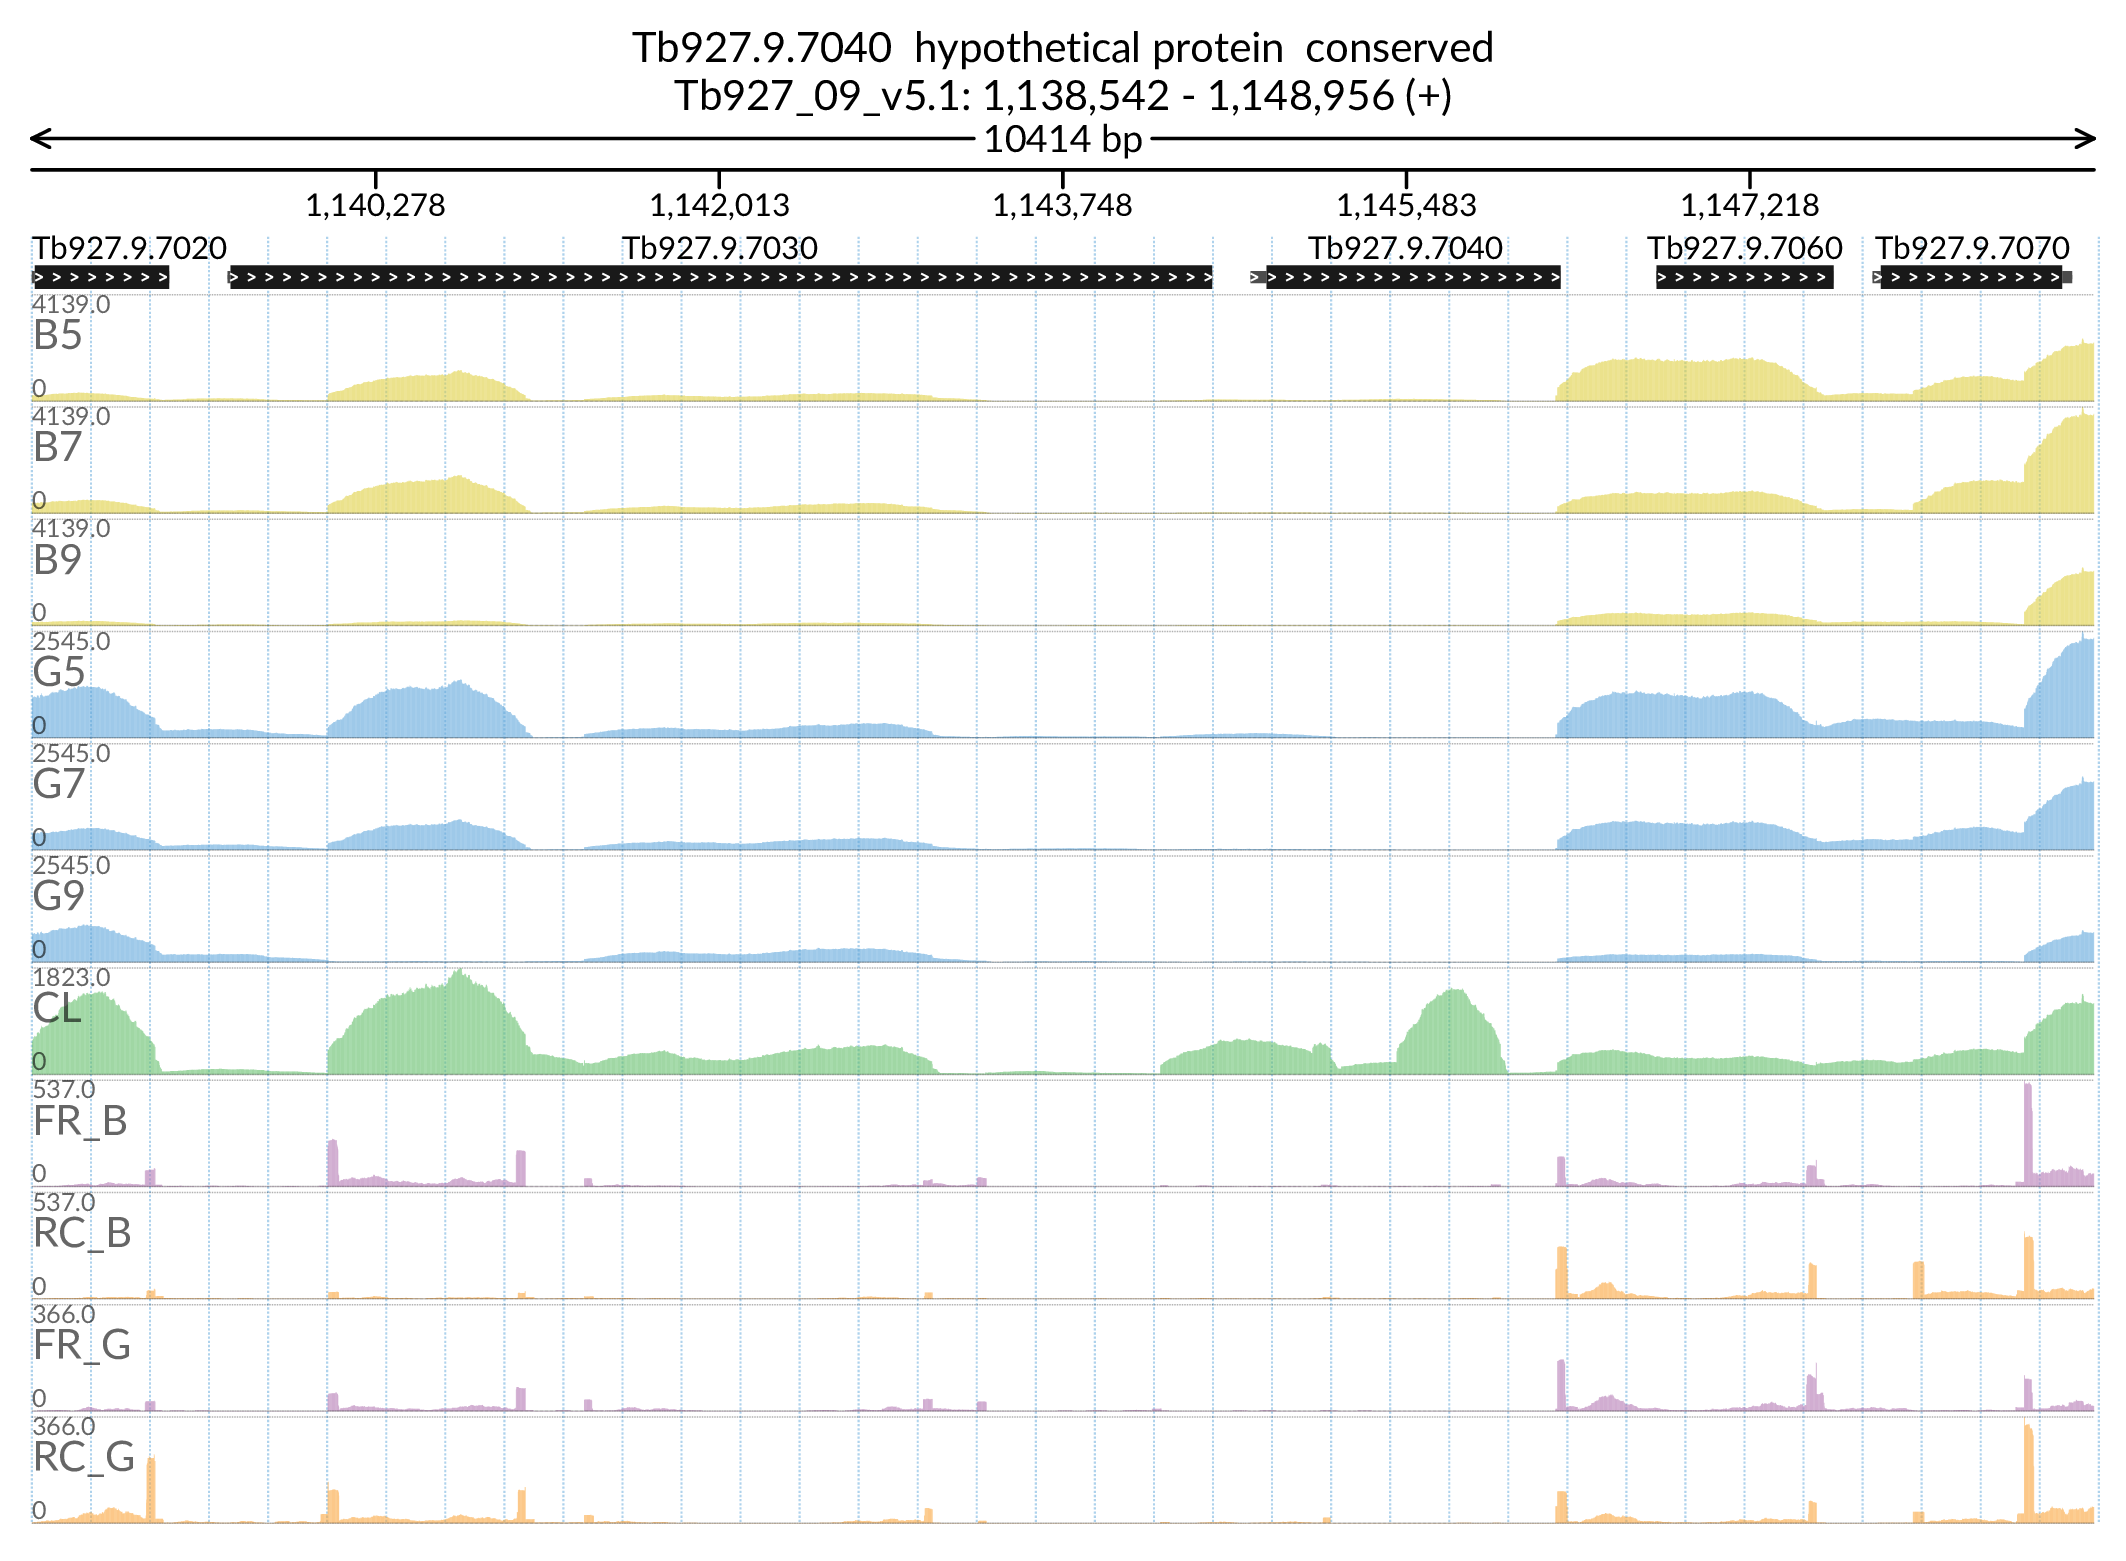 Tb927.9.7040 hypothetical protein conserved
Tb927_09_v5.1: 1,138,542 - 1,148,956 (+)
10414 bp
1,140,278 1,142,013 1,143,748 1,145,483 1,147,218
Tb927.9.7020 Tb927.9.7030 Tb927.9.7040 Tb927.9.7060 Tb927.9.7070
4139.0
B5
0
4139.0
B7
0
4139.0
B9
0
2545.0
G5
0
2545.0
G7
0
2545.0
G9
0
1823.0
CL
0
537.0
FR_B
0
537.0
RC_B
0
366.0
FR_G
0
366.0
RC_G
0